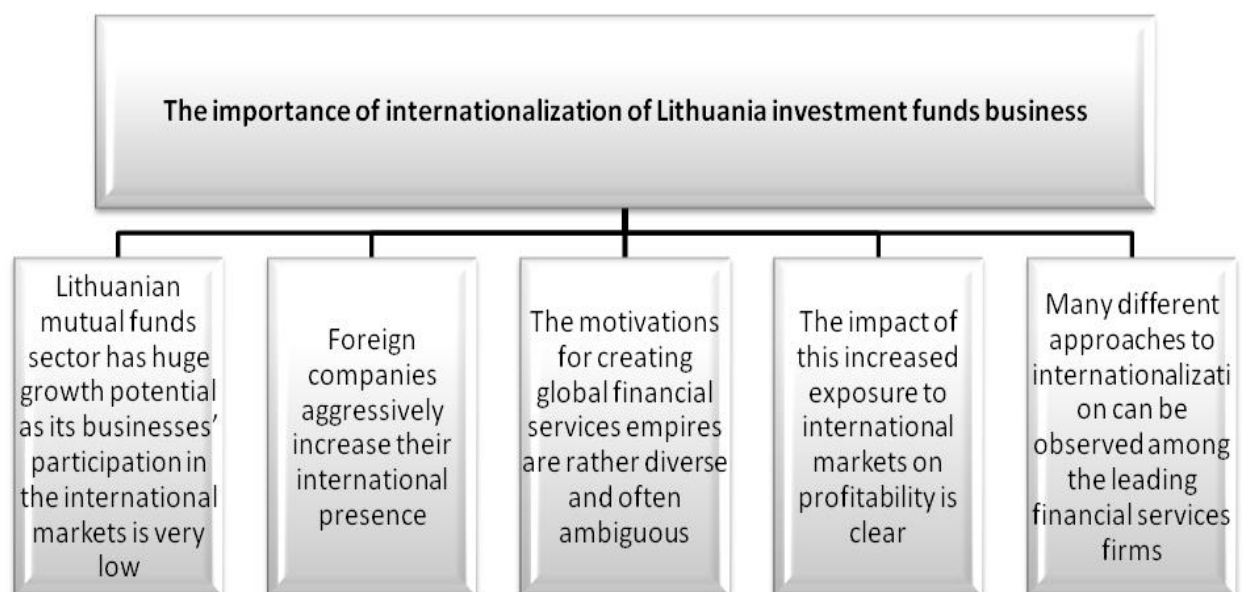 The importance of internationalization of Lithuania investment funds business
Lithuanian
mutual funds
sector has huge
growth potential
as its businesses’
participation in
the international
markets is very
low
Foreign
companies
aggressively
increase their
international
presence
The motivations
for creating
global financial
services empires
are rather diverse
and often
ambiguous
The impact of
this increased
exposure to
international
markets on
profitability is
clear
Many different
approaches to
internationalizati
on can be
observed among
the leading
financial services
firms